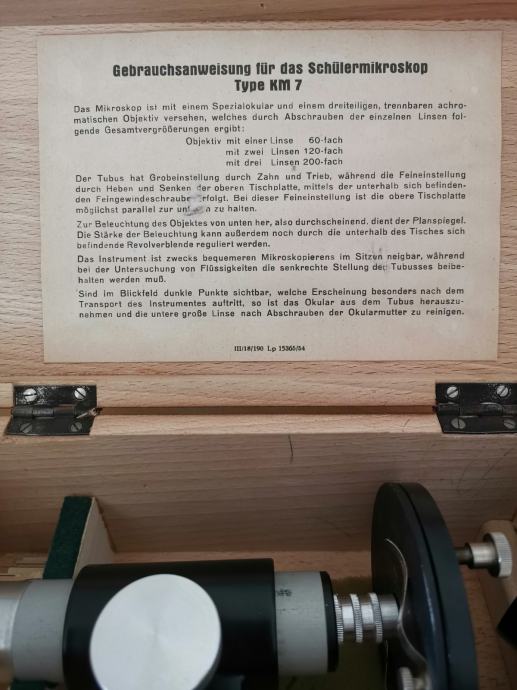 Gebrauchsanweisung für das Schülermikroskop
Type KM 7
Das Mikroskop ist mit einem Spezialokular und einem dreiteiligen, trennbaren achro-
matischen Objektiv versehen, welches durch Abschrauben der einzelnen Linsen fol-
gende Gesamtvergrößerungen ergibt:
Objektiv mit einer Linse 60-fach
mit zwei Linsen 120-fach
mit drei Linsen 200-fach
Der Tubus hat Grobeinstellung durch Zahn und Trieb, während die Feineinstellung
durch Heben und Senken der oberen Tischplatte, mittels der unterhalb sich befinden-
den Feingewindeschraube erfolgt. Bei dieser Feineinstellung ist die obere Tischplatte
möglichst parallel zur zu halten.
Zur Beleuchtung des Objektes von unten her, also durchscheinend, dient der Planspiegel.
Die Stärke der Beleuchtung kann außerdem noch durch die unterhalb des Tisches sich
befindende Revolverblende reguliert werden.
Das Instrument ist zwecks bequemeren Mikroskopierens im Sitzen neigbar, während
bei der Untersuchung von Flüssigkeiten die senkrechte Stellung des Tubusses beibe-
halten werden muß.
Sind im Blickfeld dunkle Punkte sichtbar, welche Erscheinung besonders nach dem
Transport des Instrumentes auftritt, so ist das Okular aus dem Tubus herauszu-
nehmen und die untere große Linse nach Abschrauben der Okularmutter zu reinigen.
III/18/190 Lp 15365/54